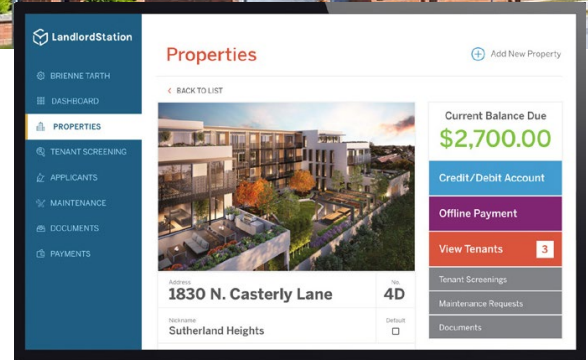 LandlordStation
BRIENNE TARTH
DASHBOARD
PROPERTIES
TENANT SCREENING
APPLICANTS
MAINTENANCE
DOCUMENTS
PAYMENTS
Properties
Add New Property
< BACK TO LIST
Current Balance Due
$2,700.00
Credit/Debit Account
Offline Payment
View Tenants 3
Tenant Screenings
Maintenance Requests
Documents
Address
1830 N. Casterly Lane
No.
4D
Nickname
Sutherland Heights
Default